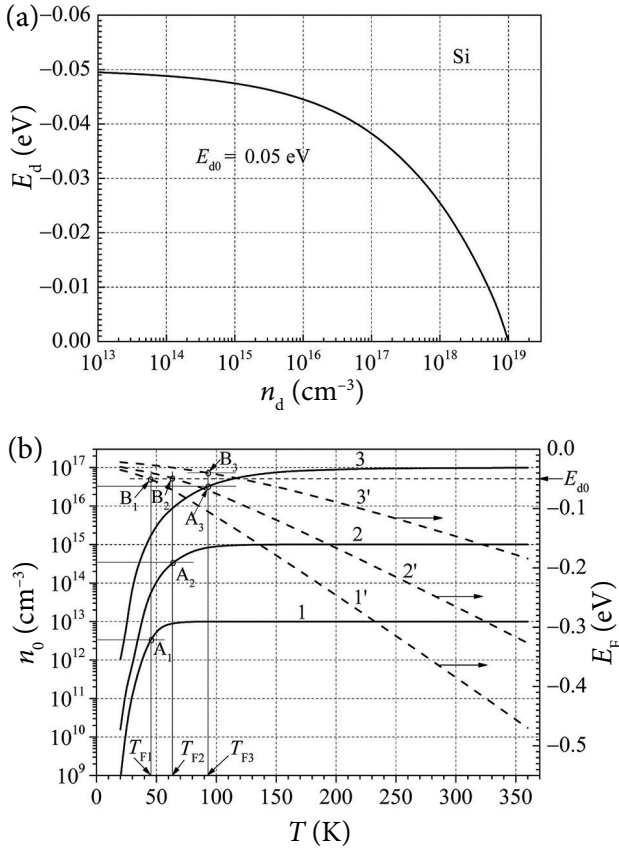 (a)
−0.06
−0.05
−0.04
−0.03
−0.02
−0.01
0.00
E_d (eV)
Si
E_d0 = 0.05 eV
10^13 10^14 10^15 10^16 10^17 10^18 10^19
n_d (cm^−3)
(b)
10^17
10^16
10^15
10^14
10^13
10^12
10^11
10^10
10^9
n_0 (cm^−3)
B_1 B_2 B_3
A_3
A_2
A_1
3
3'
2
2'
1
1'
T_F1 T_F2 T_F3
0.0
E_d0
−0.1
−0.2
−0.3
−0.4
−0.5
E_F (eV)
0 50 100 150 200 250 300 350
T (K)